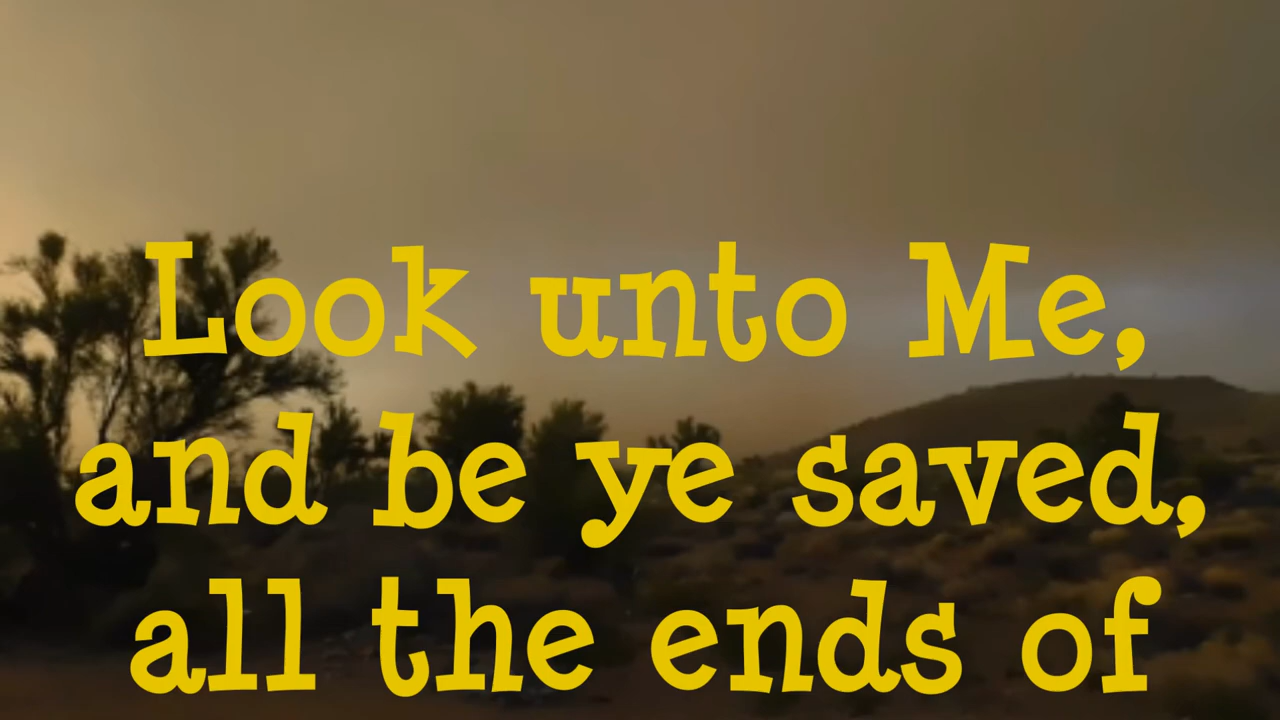 Look unto Me,
and be ye saved,
all the ends of